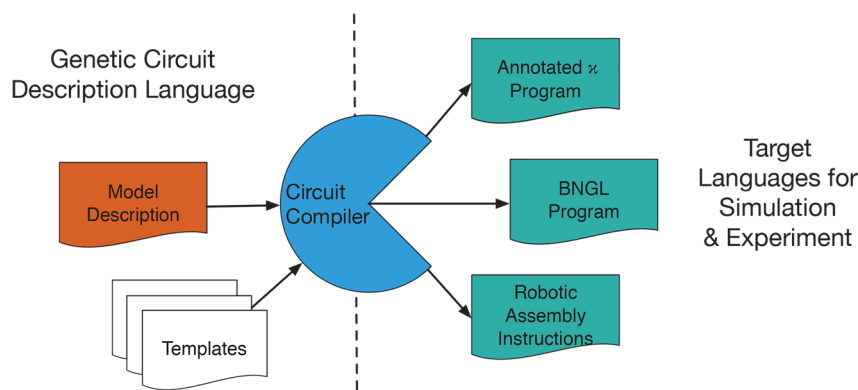 Genetic Circuit
Description Language
Model
Description
Templates
Circuit
Compiler
Annotated ϰ
Program
BNGL
Program
Robotic
Assembly
Instructions
Target
Languages for
Simulation
& Experiment